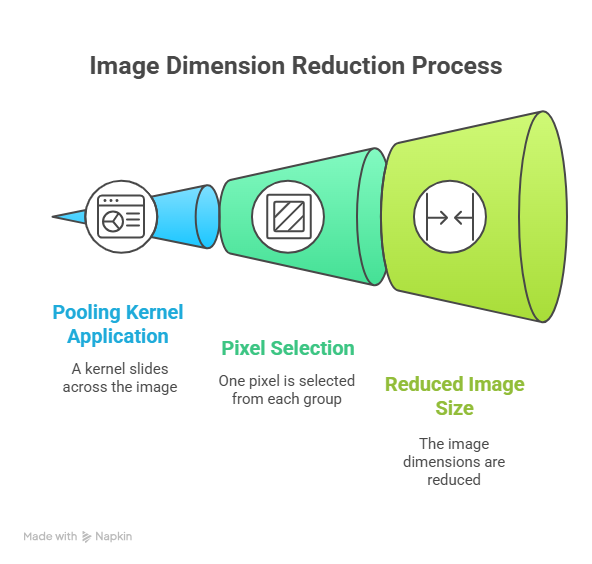 Image Dimension Reduction Process
Pooling Kernel
Application
A kernel slides
across the image
Pixel Selection
One pixel is selected
from each group
Reduced Image
Size
The image
dimensions are
reduced
Made with Napkin